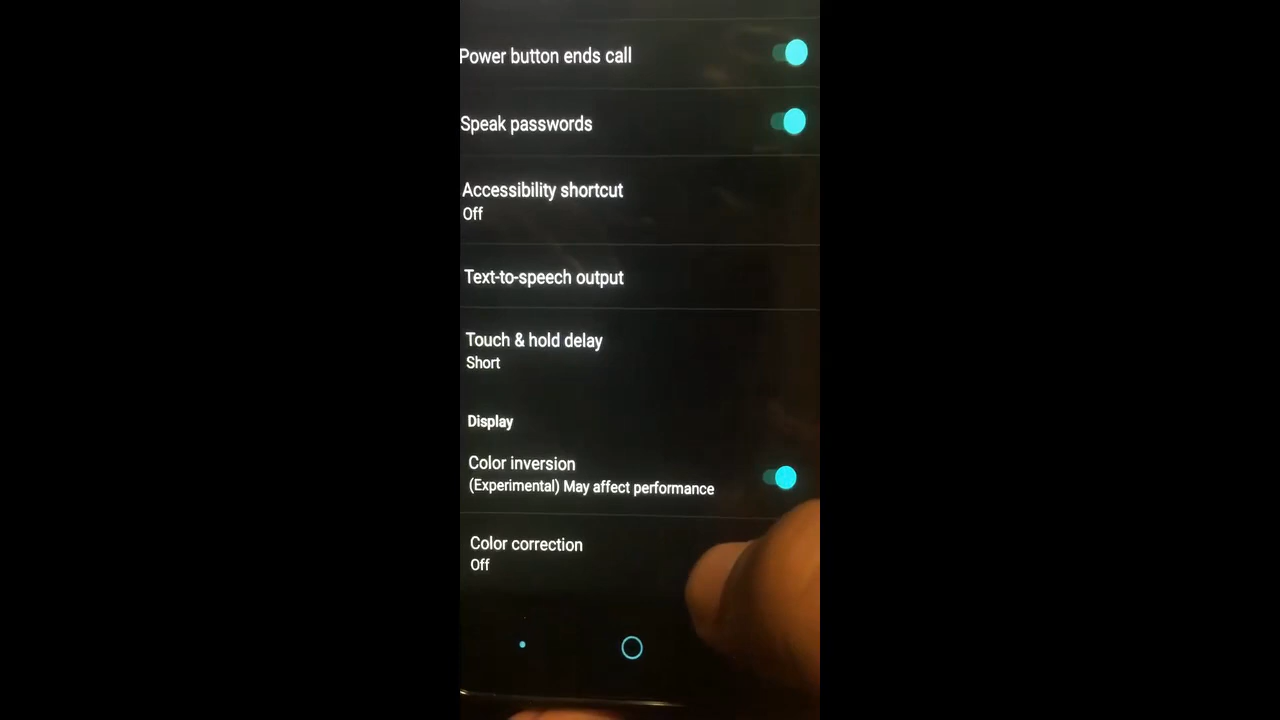 Power button ends call
Speak passwords
Accessibility shortcut
Off
Text-to-speech output
Touch & hold delay
Short
Display
Color inversion
(Experimental) May affect performance
Color correction
Off